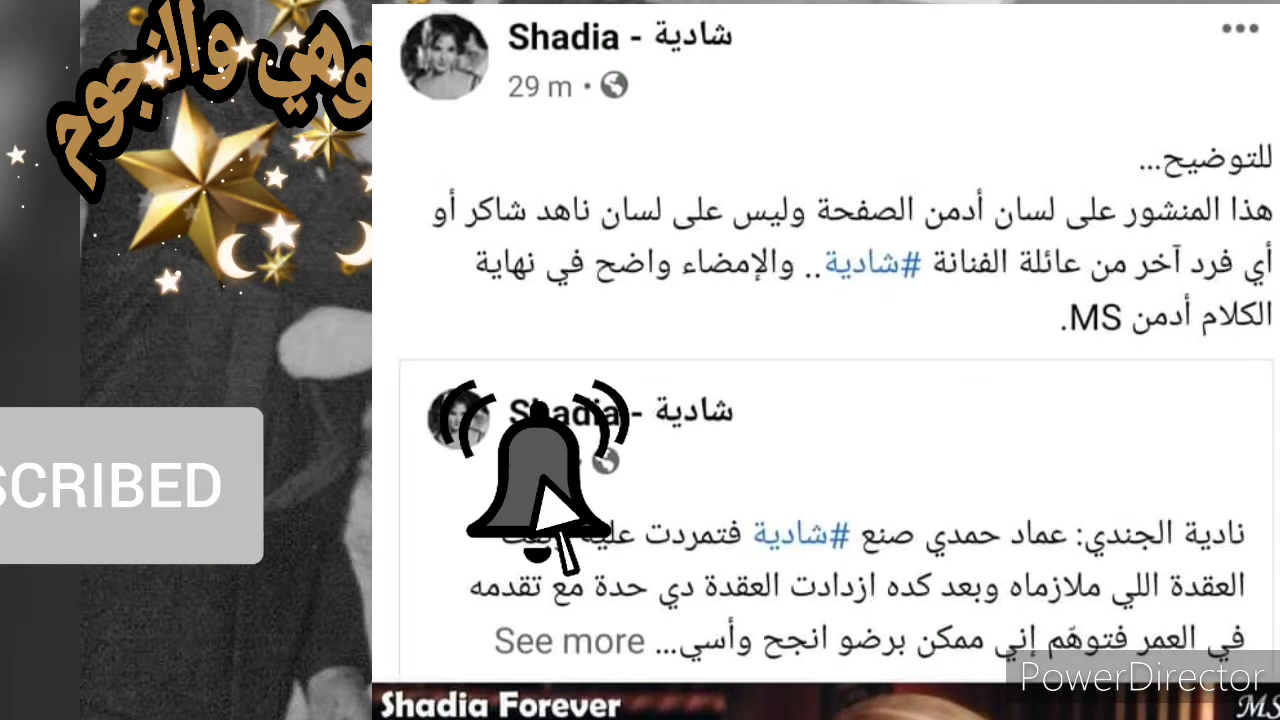 وهي والنجوم
Shadia - شادية
29 m
للتوضيح...
هذا المنشور على لسان أدمن الصفحة وليس على لسان ناهد شاكر أو
أي فرد آخر من عائلة الفنانة #شادية.. والإمضاء واضح في نهاية
الكلام أدمن MS.
Shadia - شادية
SCRIBED
نادية الجندي: عماد حمدي صنع #شادية فتمردت عليه
العقدة اللي ملازماه وبعد كده ازدادت العقدة دي حدة مع تقدمه
في العمر فتوهّم إني ممكن برضو انجح وأسي... See more
PowerDirector
Shadia Forever
MS